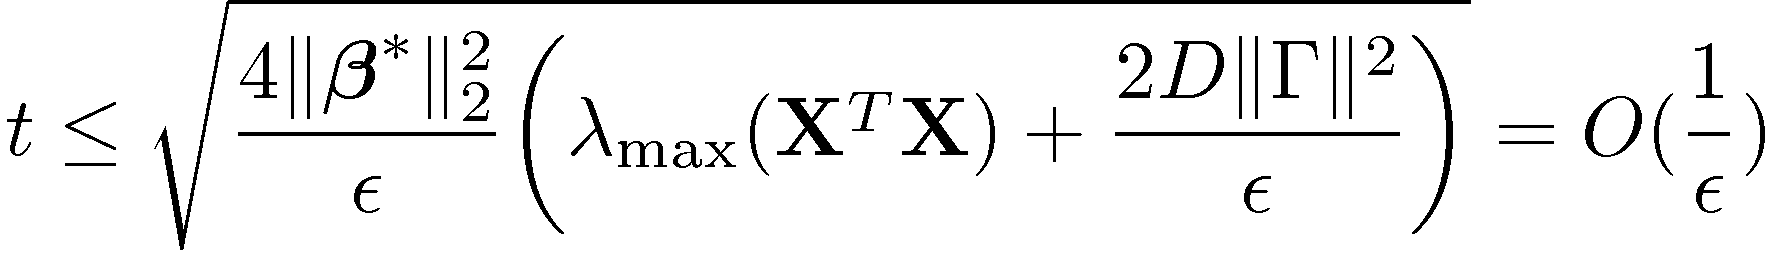 t ≤ \sqrt{\frac{4\|\boldsymbol{\beta}^*\|_2^2}{\epsilon}\left(\lambda_{\max}(\mathbf{X}^T\mathbf{X}) + \frac{2D\|\Gamma\|^2}{\epsilon}\right)} = O(\frac{1}{\epsilon})